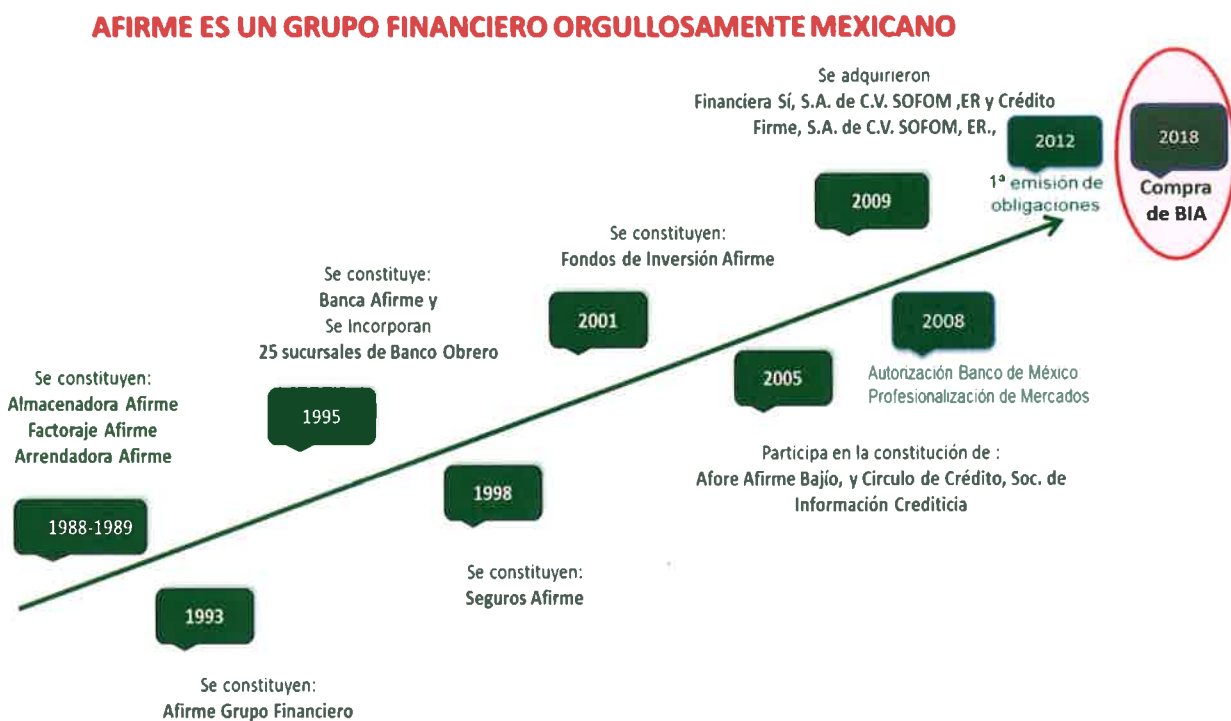 AFIRME ES UN GRUPO FINANCIERO ORGULLOSAMENTE MEXICANO
Se constituyen:
Almacenadora Afirme
Factoraje Afirme
Arrendadora Afirme
1988-1989
1993
Se constituyen:
Afirme Grupo Financiero
Se constituye:
Banca Afirme y
Se Incorporan
25 sucursales de Banco Obrero
1995
1998
Se constituyen:
Seguros Afirme
Se constituyen:
Fondos de Inversión Afirme
2001
2005
Participa en la constitución de :
Afore Afirme Bajío, y Circulo de Crédito, Soc. de
Información Crediticia
2008
Autorización Banco de México:
Profesionalización de Mercados
Se adquirieron
Financiera Sí, S.A. de C.V. SOFOM ,ER y Crédito
Firme, S.A. de C.V. SOFOM, ER.,
2009
2012
1ª emisión de
obligaciones
2018
Compra
de BIA